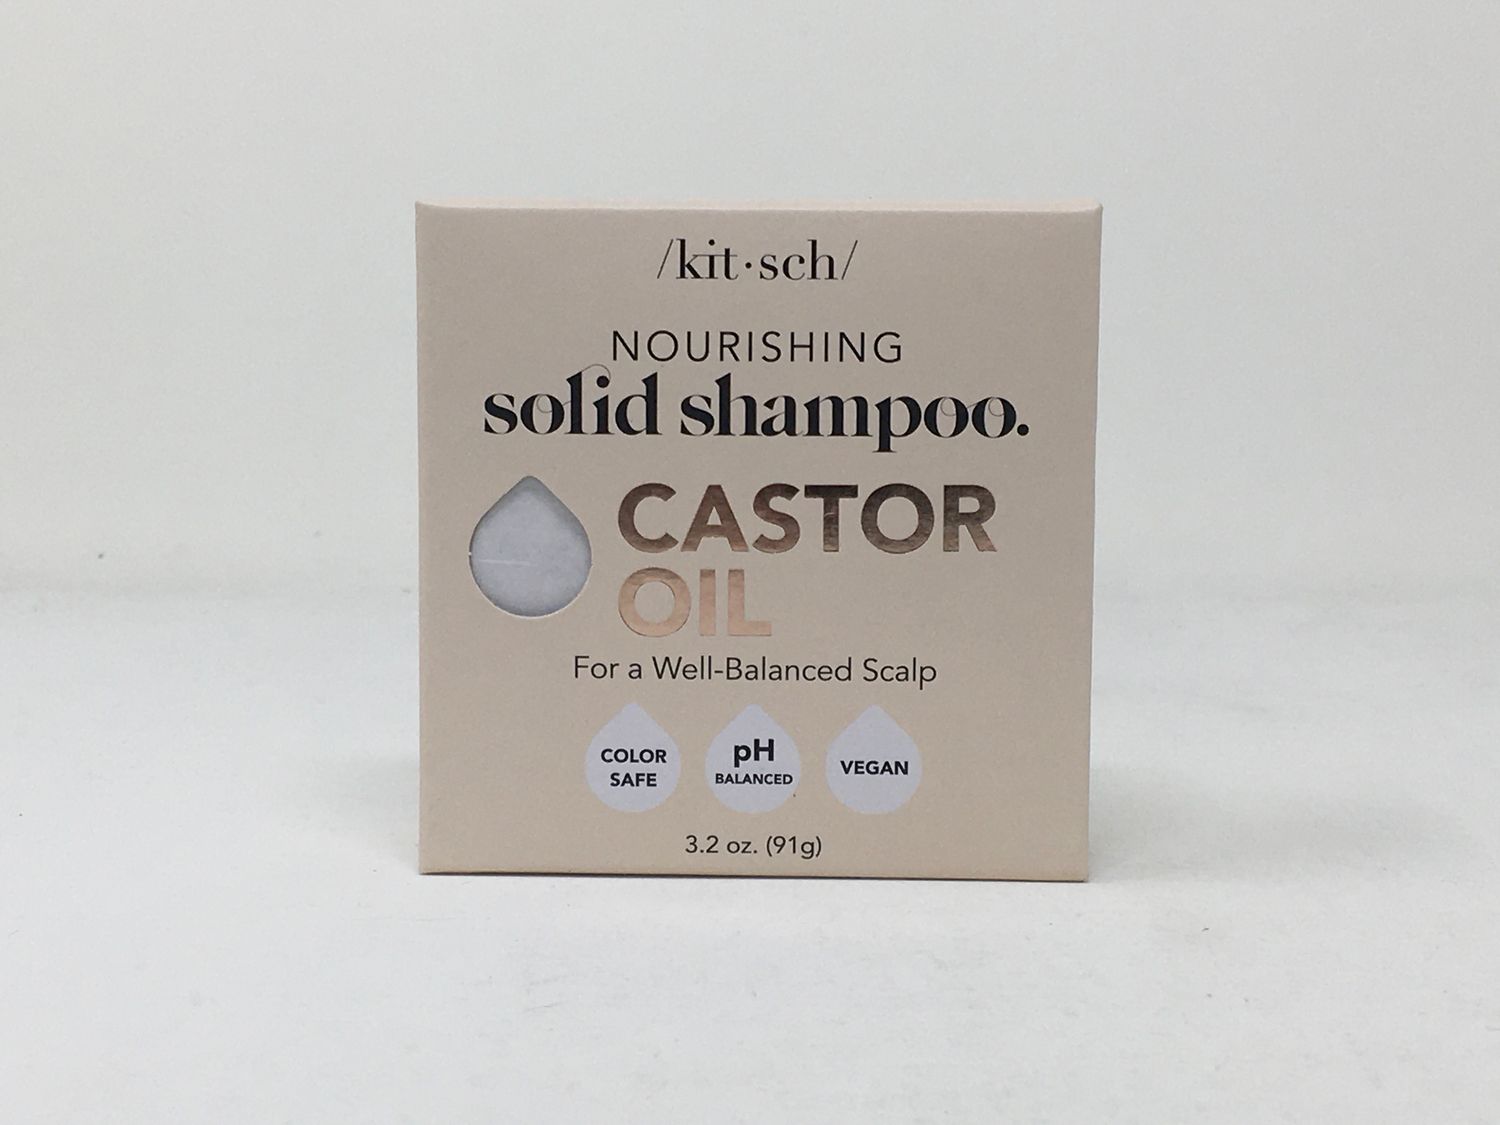 /kit·sch/
NOURISHING
solid shampoo.
CASTOR
OIL
For a Well-Balanced Scalp
COLOR
SAFE
pH
BALANCED
VEGAN
3.2 oz. (91g)